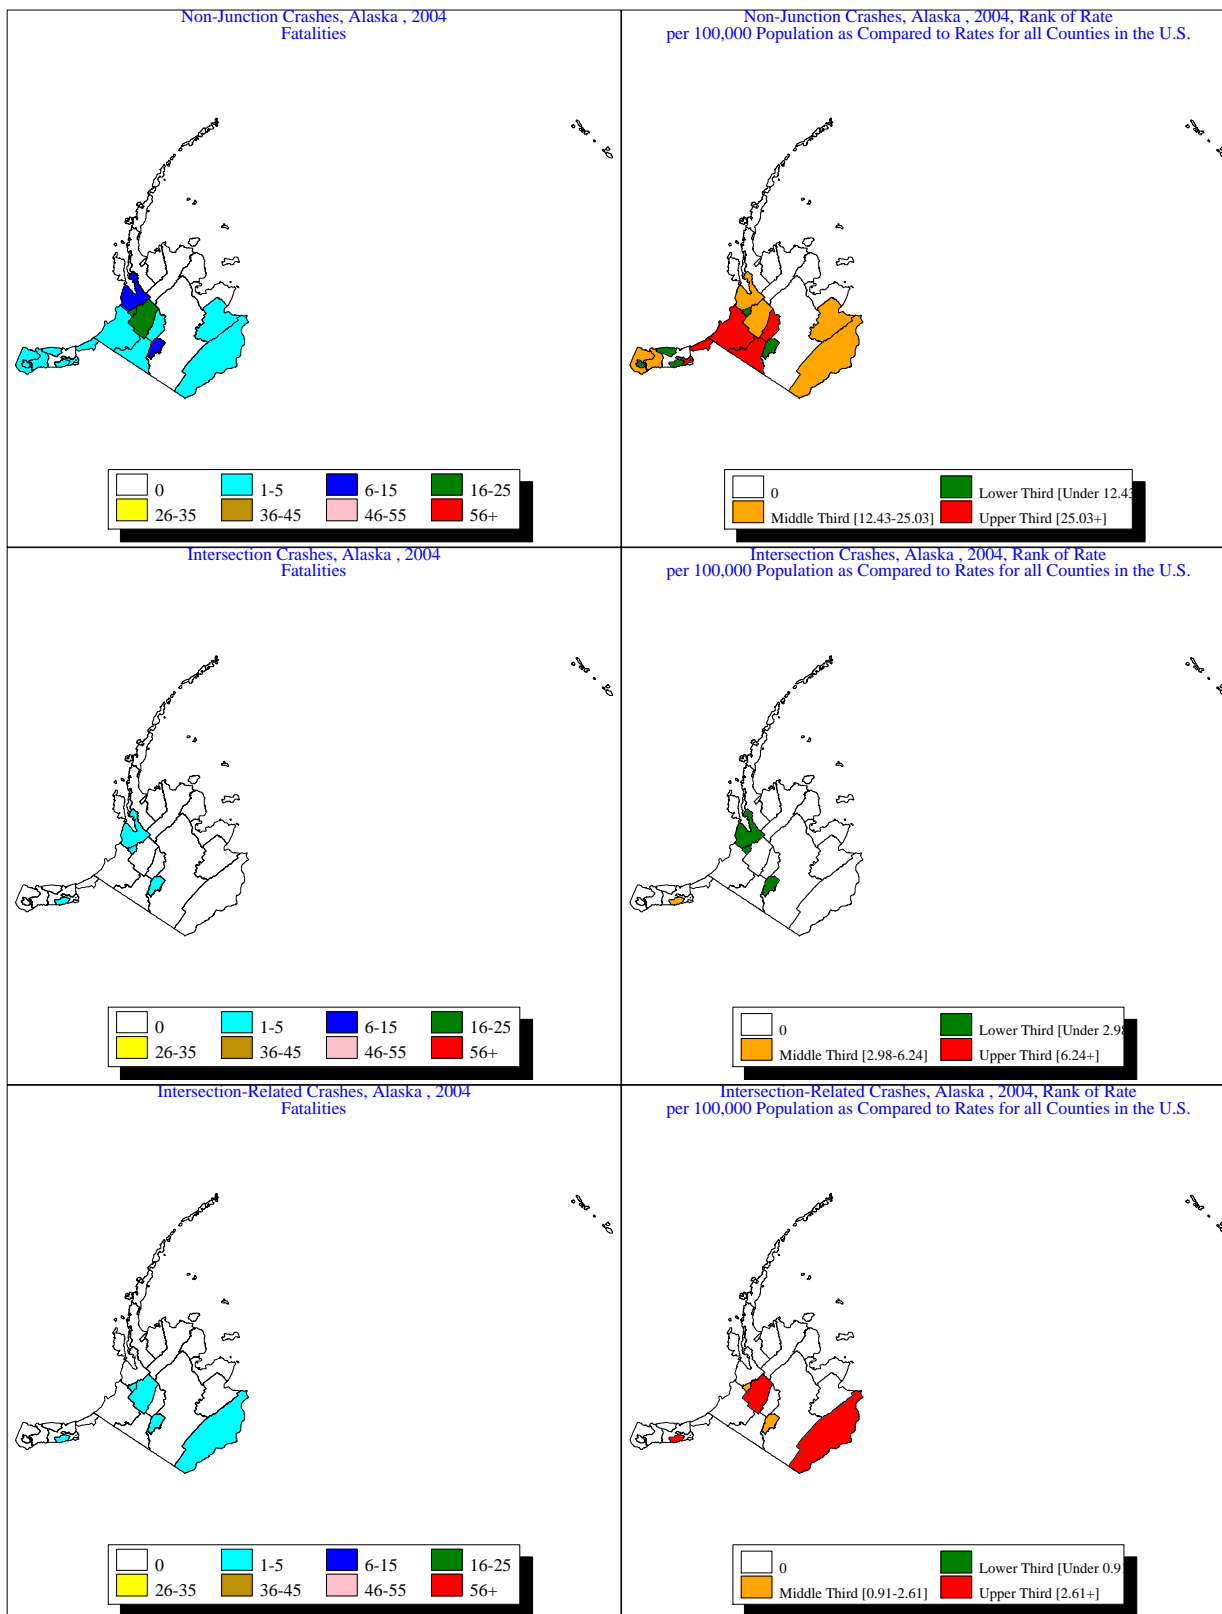 Non-Junction Crashes, Alaska , 2004
Fatalities
0 1-5 6-15 16-25
26-35 36-45 46-55 56+
Non-Junction Crashes, Alaska , 2004, Rank of Rate
per 100,000 Population as Compared to Rates for all Counties in the U.S.
0 Lower Third [Under 12.43
Middle Third [12.43-25.03] Upper Third [25.03+]
Intersection Crashes, Alaska , 2004
Fatalities
0 1-5 6-15 16-25
26-35 36-45 46-55 56+
Intersection Crashes, Alaska , 2004, Rank of Rate
per 100,000 Population as Compared to Rates for all Counties in the U.S.
0 Lower Third [Under 2.98
Middle Third [2.98-6.24] Upper Third [6.24+]
Intersection-Related Crashes, Alaska , 2004
Fatalities
0 1-5 6-15 16-25
26-35 36-45 46-55 56+
Intersection-Related Crashes, Alaska , 2004, Rank of Rate
per 100,000 Population as Compared to Rates for all Counties in the U.S.
0 Lower Third [Under 0.91
Middle Third [0.91-2.61] Upper Third [2.61+]